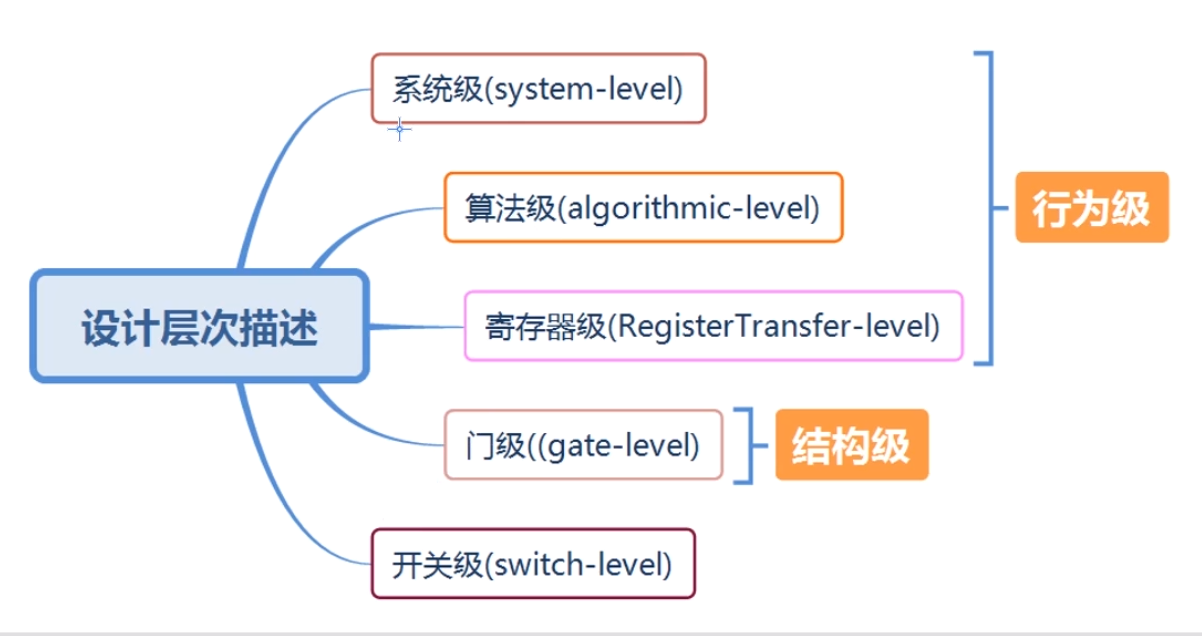 系统级(system-level)
算法级(algorithmic-level)
行为级
设计层次描述
寄存器级(RegisterTransfer-level)
门级((gate-level)
结构级
开关级(switch-level)